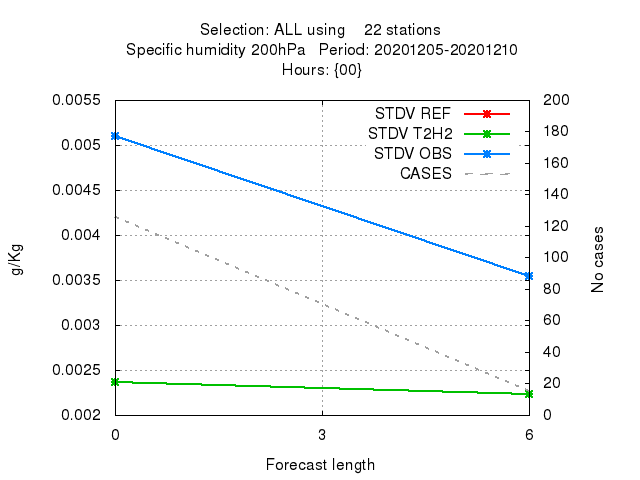 Selection: ALL using    22 stations
Specific humidity 200hPa   Period: 20201205-20201210
Hours: {00}
0.0055
0.005
0.0045
0.004
0.0035
0.003
0.0025
0.002
g/Kg
STDV REF
STDV T2H2
STDV OBS
CASES
200
180
160
140
120
100
80
60
40
20
0
No cases
0
3
6
Forecast length